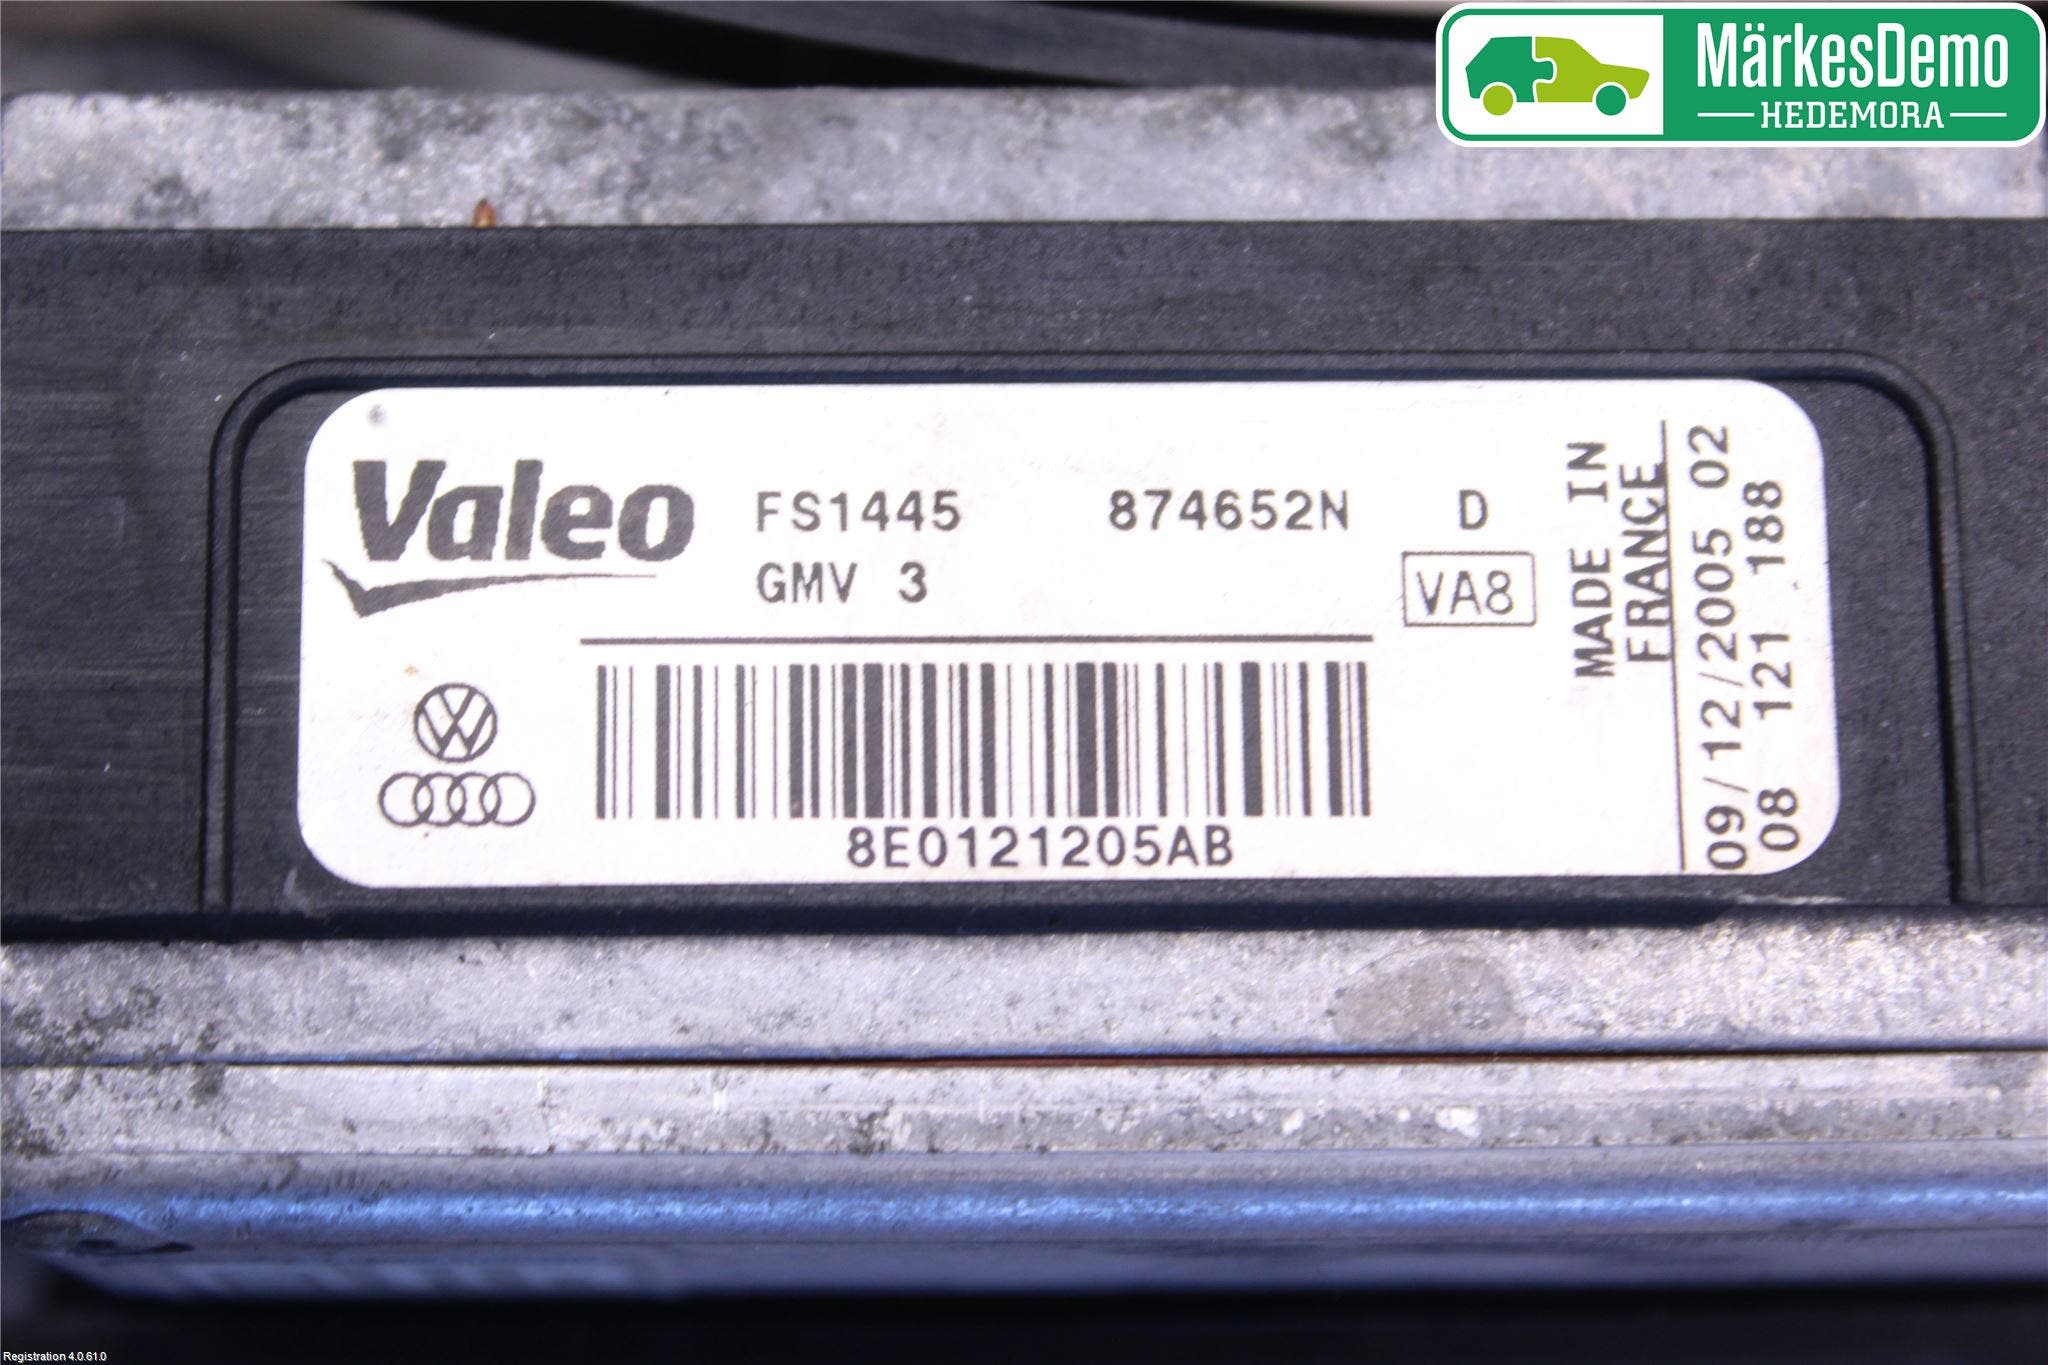 MärkesDemo
HEDEMORA
Valeo
FS1445 874652N D
GMV 3
VA8
8E0121205AB
MADE IN
FRANCE
09/12/2005 02
08 121 188
Registration 4.0.61.0